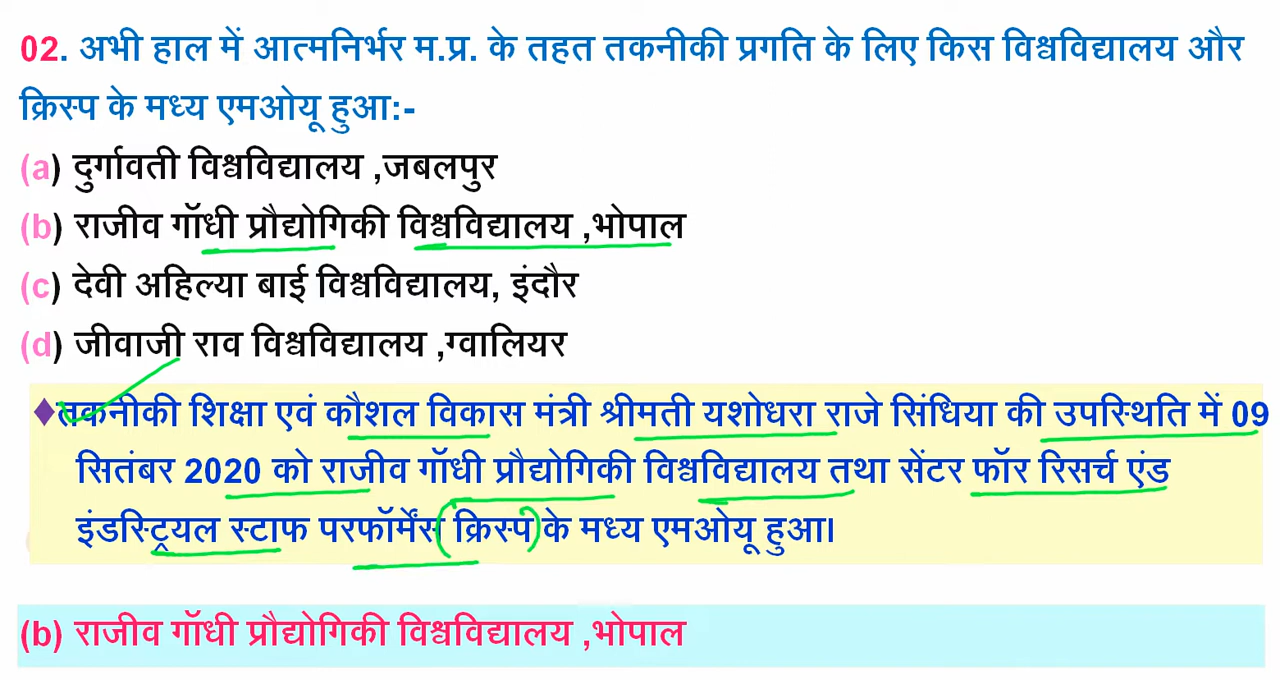 02. अभी हाल में आत्मनिर्भर म.प्र. के तहत तकनीकी प्रगति के लिए किस विश्वविद्यालय और
क्रिस्प के मध्य एमओयू हुआ:-
(a) दुर्गावती विश्वविद्यालय ,जबलपुर
(b) राजीव गॉधी प्रौद्योगिकी विश्वविद्यालय ,भोपाल
(c) देवी अहिल्या बाई विश्वविद्यालय, इंदौर
(d) जीवाजी राव विश्वविद्यालय ,ग्वालियर
♦तकनीकी शिक्षा एवं कौशल विकास मंत्री श्रीमती यशोधरा राजे सिंधिया की उपस्थिति में 09
सितंबर 2020 को राजीव गॉधी प्रौद्योगिकी विश्वविद्यालय तथा सेंटर फॉर रिसर्च एंड
इंडस्ट्रियल स्टाफ परफॉर्मेंस (क्रिस्प) के मध्य एमओयू हुआ।
(b) राजीव गॉधी प्रौद्योगिकी विश्वविद्यालय ,भोपाल